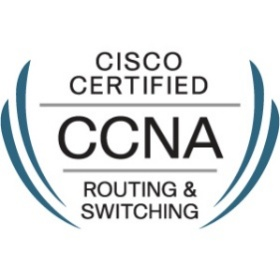 CISCO
CERTIFIED
CCNA
ROUTING &
SWITCHING